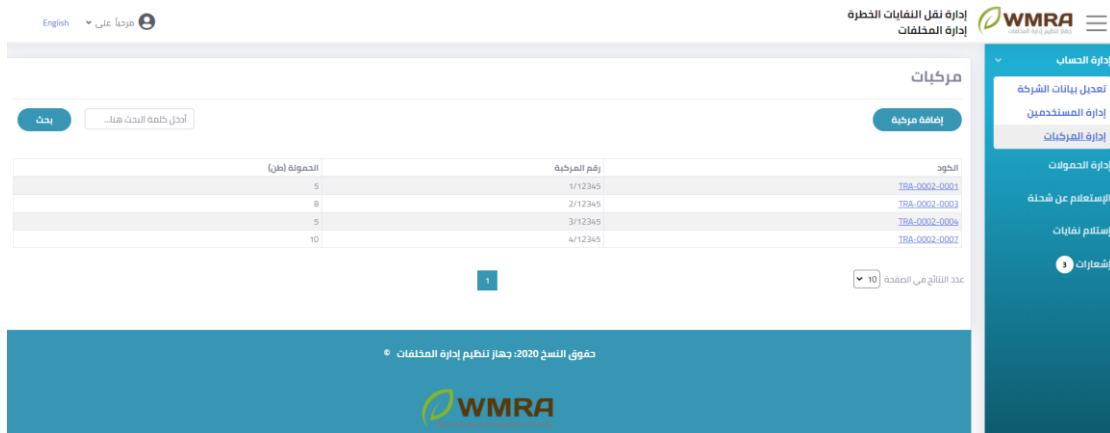 WMRA
جهاز تنظيم إدارة المخلفات
إدارة نقل النفايات الخطرة
إدارة المخلفات
مرحباً على
English
إدارة الحساب
تعديل بيانات الشركة
إدارة المستخدمين
إدارة المركبات
إدارة الحمولات
الإستعلام عن شحنة
إستلام نفايات
إشعارات 3
مركبات
إضافة مركبة
أدخل كلمة البحث هنا...
بحث
الكود رقم المركبة الحمولة (طن)
TRA-0002-0001 1/12345 5
TRA-0002-0003 2/12345 8
TRA-0002-0004 3/12345 5
TRA-0002-0007 4/12345 10
عدد النتائج في الصفحة 10
1
حقوق النسخ 2020: جهاز تنظيم إدارة المخلفات ©
WMRA